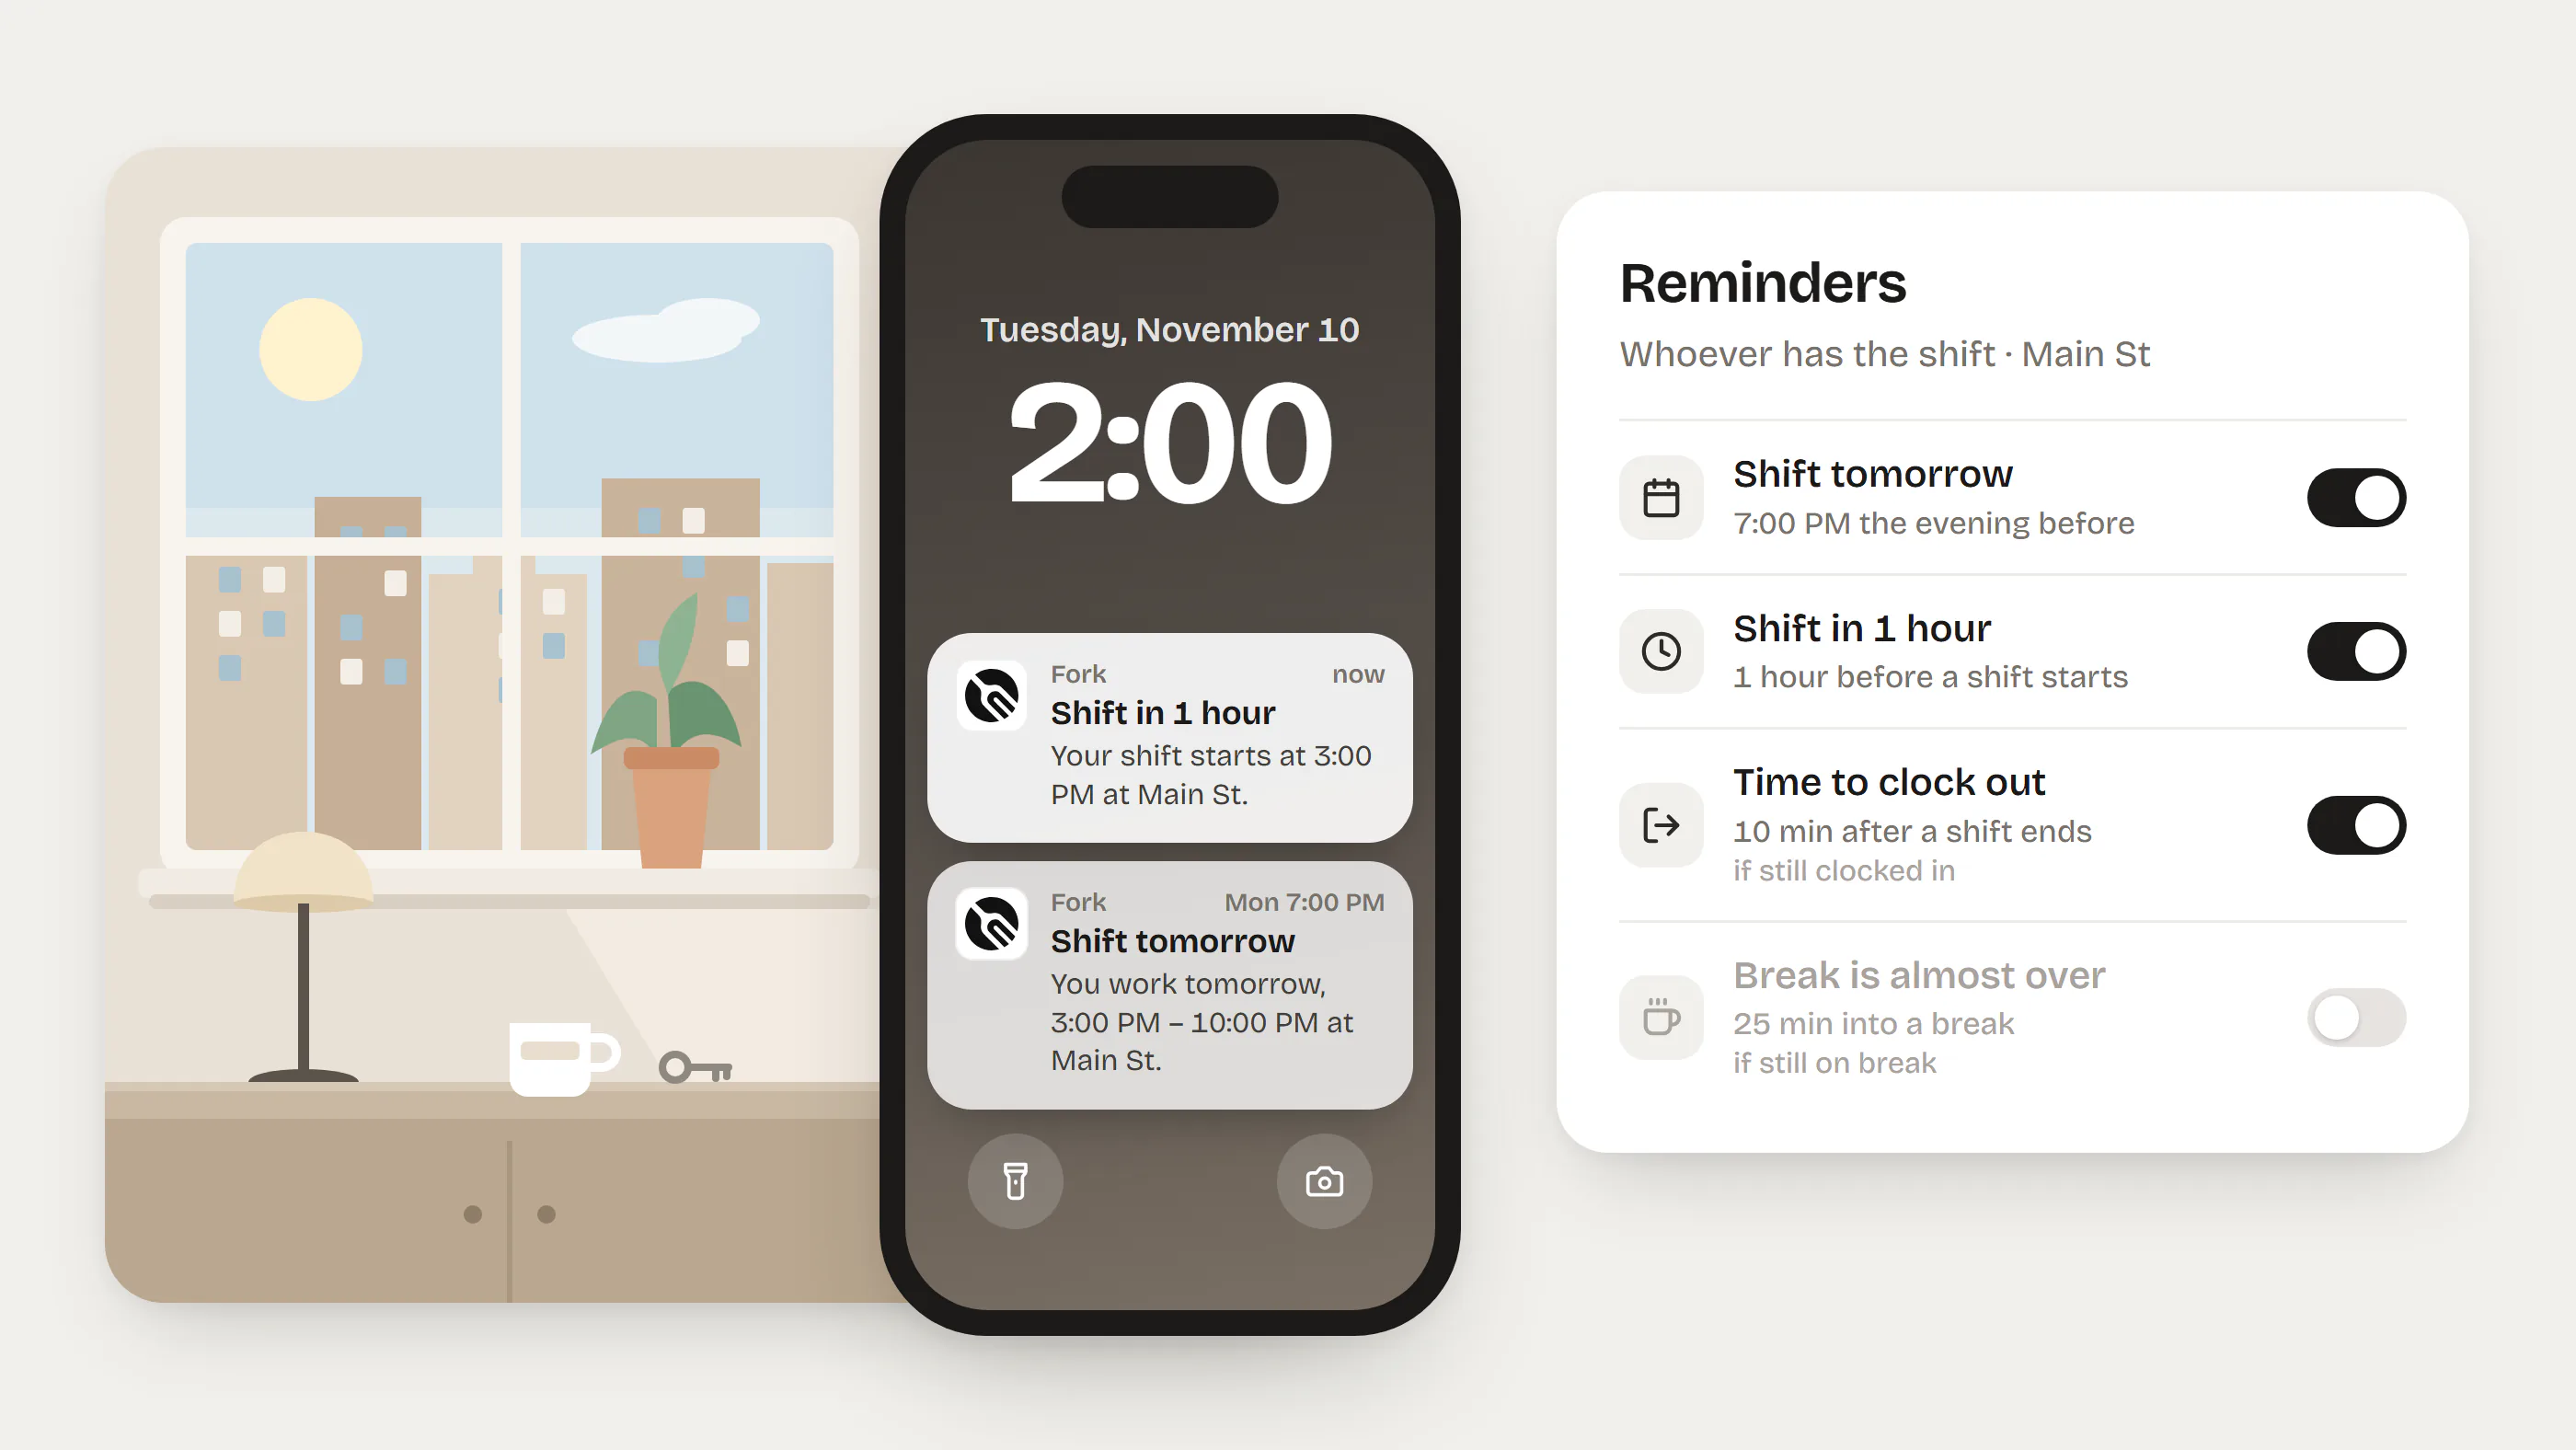 Tuesday, November 10
2:00
Fork
now
Shift in 1 hour
Your shift starts at 3:00
PM at Main St.
Fork
Mon 7:00 PM
Shift tomorrow
You work tomorrow,
3:00 PM – 10:00 PM at
Main St.
Reminders
Whoever has the shift · Main St
Shift tomorrow
7:00 PM the evening before
Shift in 1 hour
1 hour before a shift starts
Time to clock out
10 min after a shift ends
if still clocked in
Break is almost over
25 min into a break
if still on break